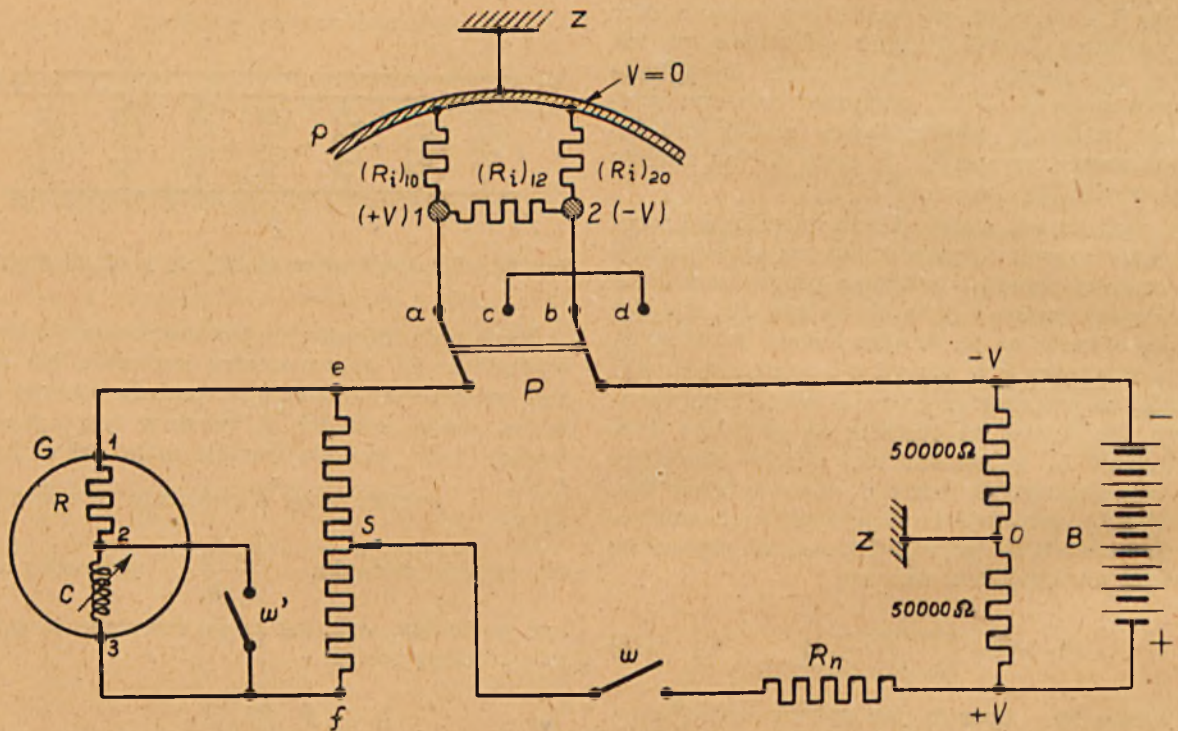 Z
V=0
p
(Ri)10 (Ri)12 (Ri)20
(+V) 1 2 (-V)
a c b d
e P -V
G 1 -
R 50000Ω
S
2 Z 0 B
C w' 50000Ω
3 w Rn +
f +V